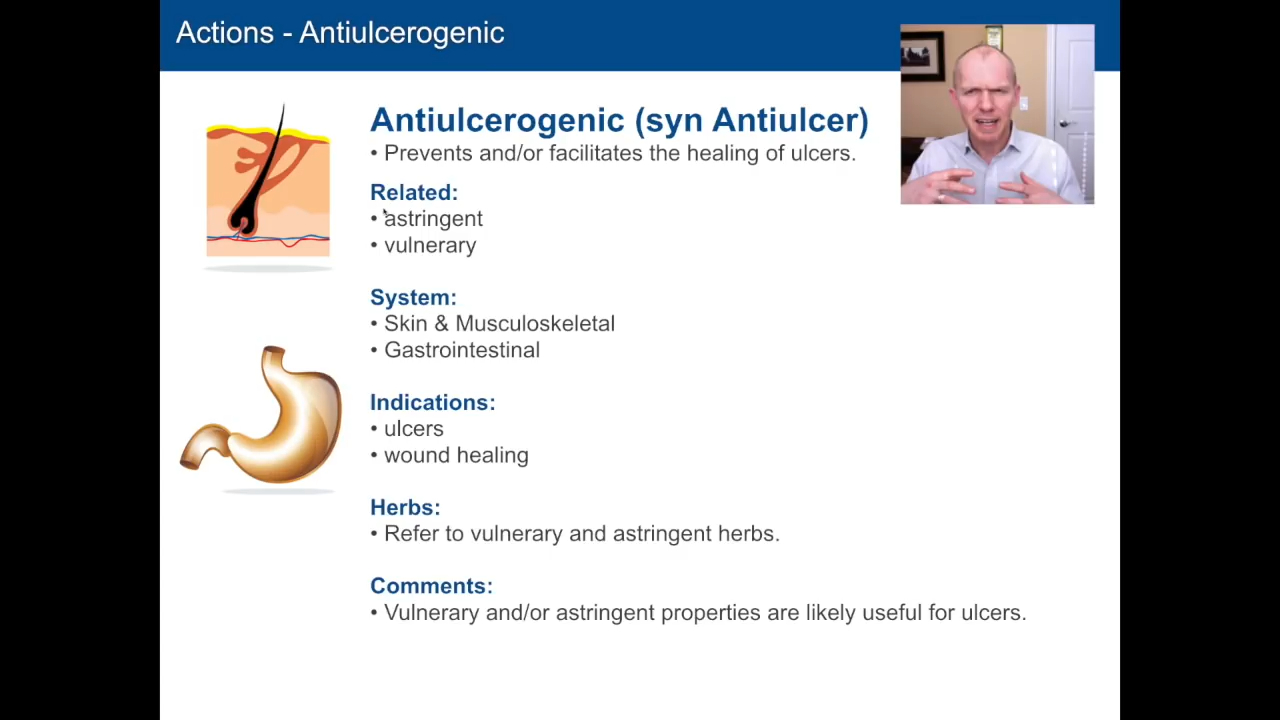 Actions - Antiulcerogenic
Antiulcerogenic (syn Antiulcer)
• Prevents and/or facilitates the healing of ulcers.
Related:
• astringent
• vulnerary
System:
• Skin & Musculoskeletal
• Gastrointestinal
Indications:
• ulcers
• wound healing
Herbs:
• Refer to vulnerary and astringent herbs.
Comments:
• Vulnerary and/or astringent properties are likely useful for ulcers.